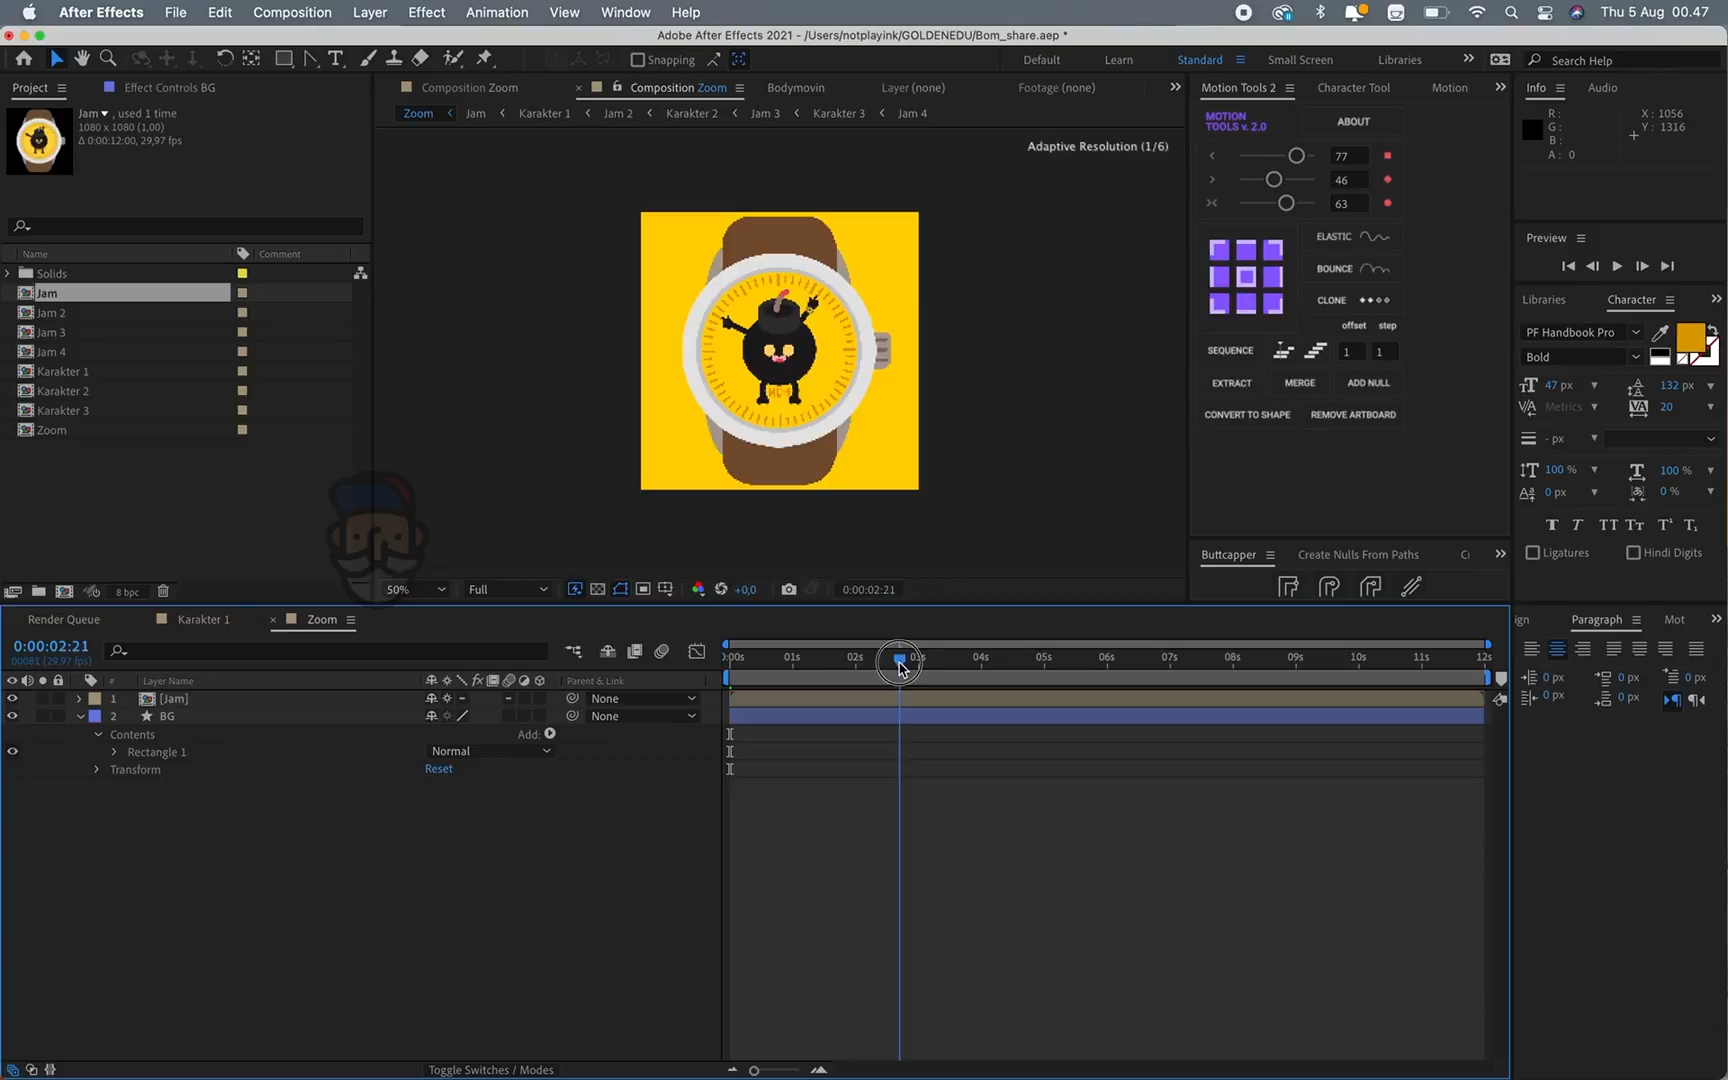 After Effects File Edit Composition Layer Effect Animation View Window Help Thu 5 Aug 00.47
Adobe After Effects 2021 - /Users/notplayink/GOLDENEDU/Bom_share.aep *
Snapping Default Learn Standard Small Screen Libraries Search Help
Project Effect Controls BG Composition Zoom Composition Zoom Bodymovin Layer (none) Footage (none) Motion Tools 2 Character Tool Motion Info Audio
Jam , used 1 time
1080 x 1080 (1,00)
Δ 0:00:12:00, 29,97 fps
Zoom Jam Karakter 1 Jam 2 Karakter 2 Jam 3 Karakter 3 Jam 4
Adaptive Resolution (1/6)
MOTION
TOOLS v. 2.0
ABOUT
77
46
63
ELASTIC
BOUNCE
CLONE
offset step
SEQUENCE 1 1
EXTRACT MERGE ADD NULL
CONVERT TO SHAPE REMOVE ARTBOARD
R :
G :
B :
A : 0
X : 1056
Y : 1316
Preview
Libraries Character
PF Handbook Pro
Bold
47 px 132 px
Metrics 20
- px
100 % 100 %
0 px 0 %
T T TT TT T¹ T₁
Ligatures Hindi Digits
Name Comment
Solids
Jam
Jam 2
Jam 3
Jam 4
Karakter 1
Karakter 2
Karakter 3
Zoom
8 bpc
50% Full +0,0 0:00:02:21
Buttcapper Create Nulls From Paths
Render Queue Karakter 1 Zoom
Paragraph Mot
0:00:02:21
00081 (29.97 fps)
:00s 01s 02s 03s 04s 05s 06s 07s 08s 09s 10s 11s 12s
# Layer Name Parent & Link
1 [Jam] None
2 BG None
Contents Add:
Rectangle 1 Normal
Transform Reset
0 px 0 px 0 px
0 px 0 px
Toggle Switches / Modes